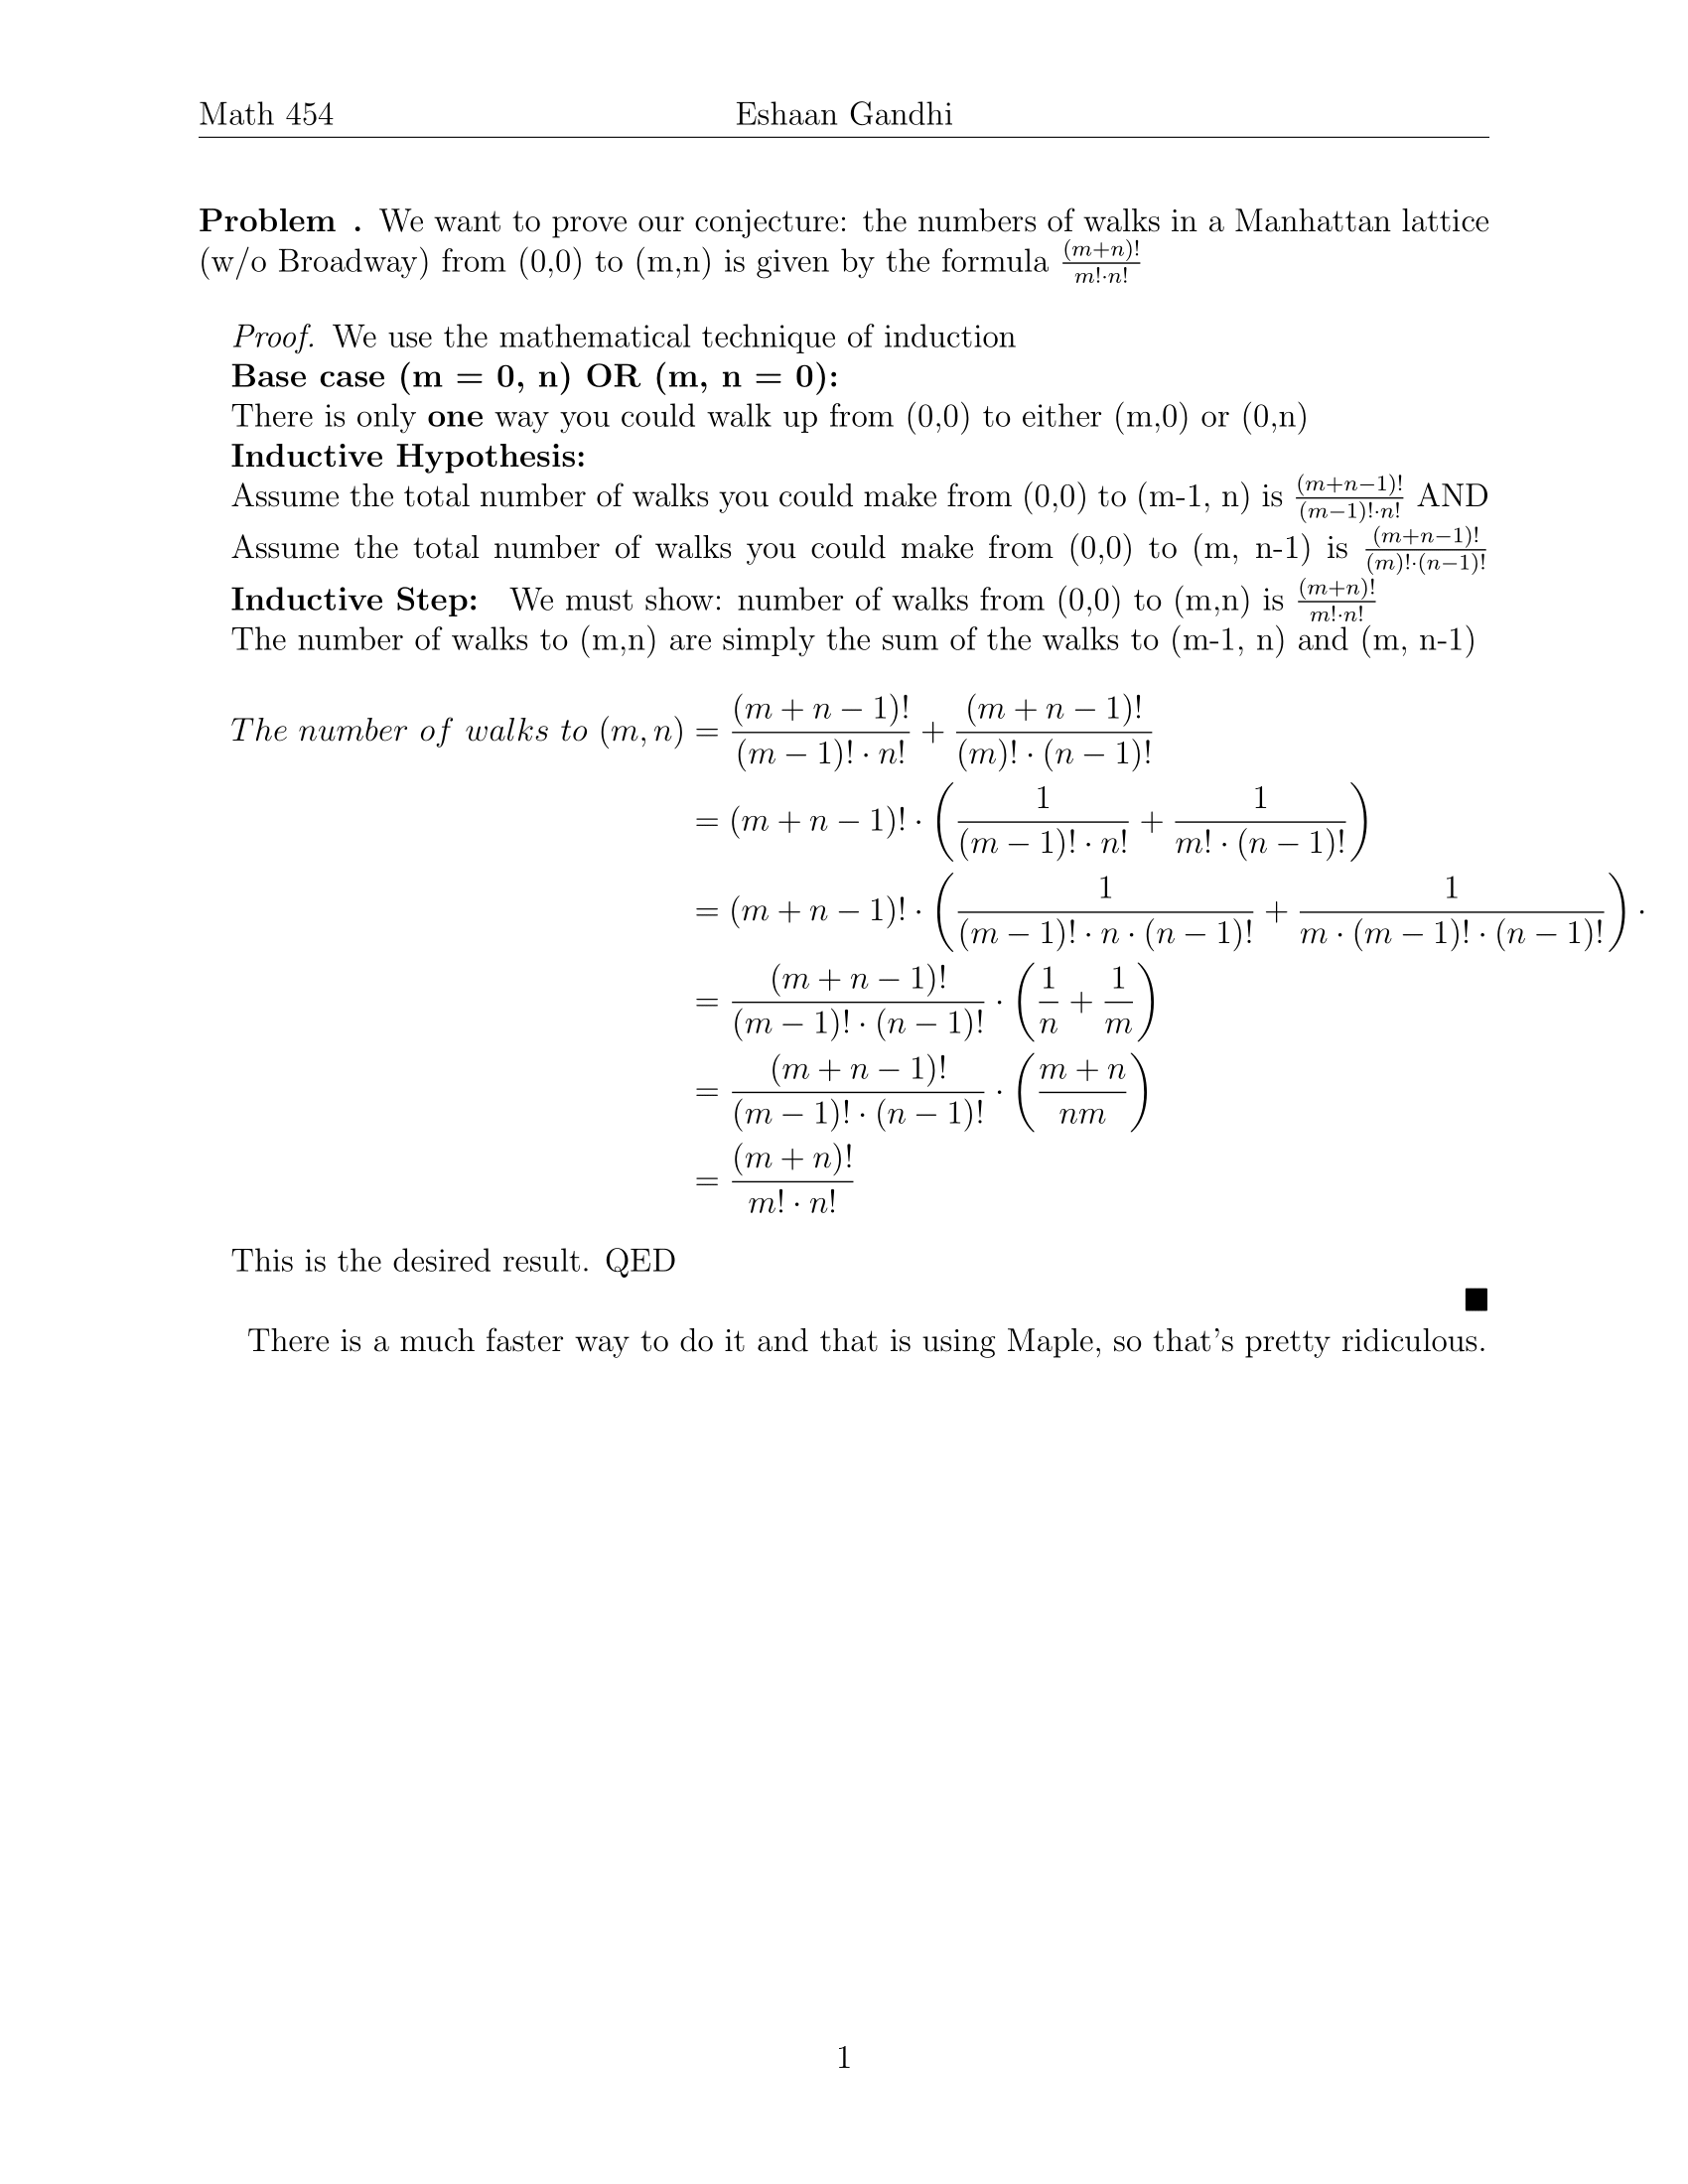 Math 454 Eshaan Gandhi
Problem . We want to prove our conjecture: the numbers of walks in a Manhattan lattice
(w/o Broadway) from (0,0) to (m,n) is given by the formula $\frac{(m+n)!}{m!\cdot n!}$
Proof. We use the mathematical technique of induction
Base case (m = 0, n) OR (m, n = 0):
There is only one way you could walk up from (0,0) to either (m,0) or (0,n)
Inductive Hypothesis:
Assume the total number of walks you could make from (0,0) to (m-1, n) is $\frac{(m+n-1)!}{(m-1)!\cdot n!}$ AND
Assume the total number of walks you could make from (0,0) to (m, n-1) is $\frac{(m+n-1)!}{(m)!\cdot (n-1)!}$
Inductive Step: We must show: number of walks from (0,0) to (m,n) is $\frac{(m+n)!}{m!\cdot n!}$
The number of walks to (m,n) are simply the sum of the walks to (m-1, n) and (m, n-1)
The number of walks to $(m, n) = \frac{(m+n-1)!}{(m-1)!\cdot n!} + \frac{(m+n-1)!}{(m)!\cdot (n-1)!}$
$= (m+n-1)! \cdot \left(\frac{1}{(m-1)!\cdot n!} + \frac{1}{m!\cdot (n-1)!}\right)$
$= (m+n-1)! \cdot \left(\frac{1}{(m-1)!\cdot n\cdot (n-1)!} + \frac{1}{m\cdot (m-1)!\cdot (n-1)!}\right) \cdot$
$= \frac{(m+n-1)!}{(m-1)!\cdot (n-1)!} \cdot \left(\frac{1}{n} + \frac{1}{m}\right)$
$= \frac{(m+n-1)!}{(m-1)!\cdot (n-1)!} \cdot \left(\frac{m+n}{nm}\right)$
$= \frac{(m+n)!}{m!\cdot n!}$
This is the desired result. QED
■
There is a much faster way to do it and that is using Maple, so that's pretty ridiculous.
1